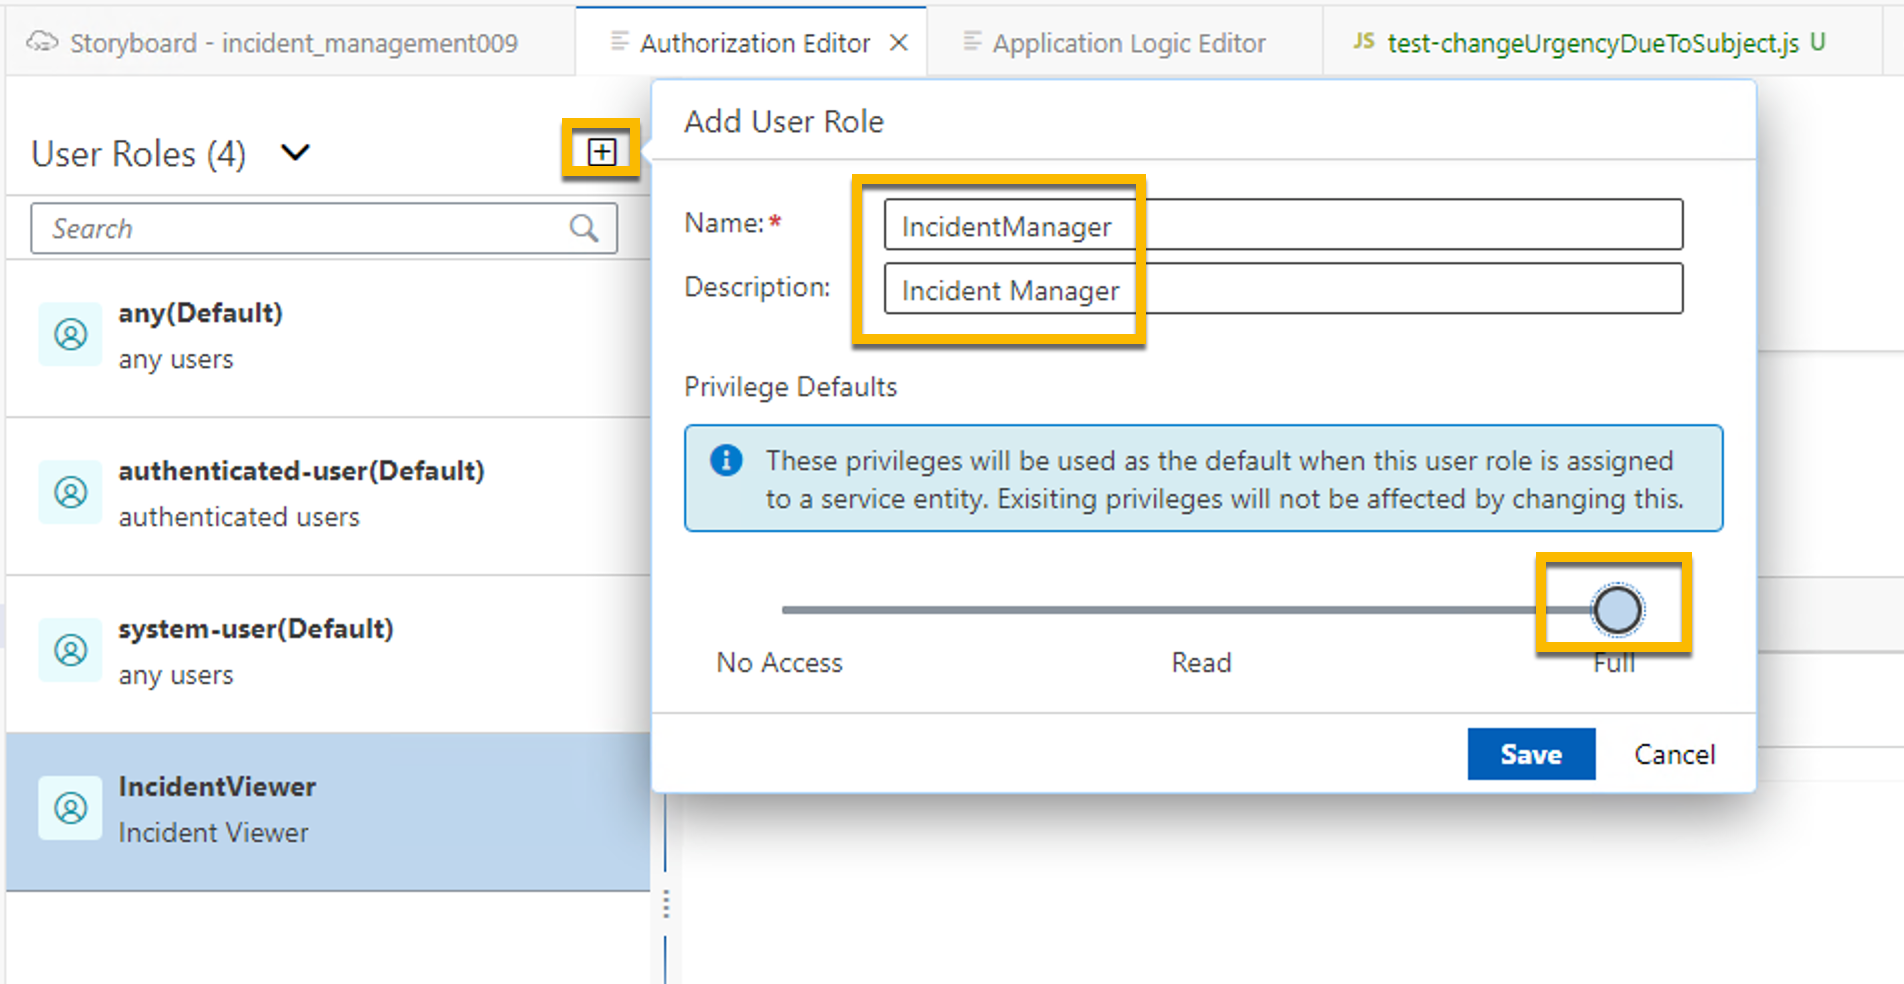 Storyboard - incident_management009
Authorization Editor
Application Logic Editor
JS test-changeUrgencyDueToSubject.js U
User Roles (4)
Search
any(Default)
any users
authenticated-user(Default)
authenticated users
system-user(Default)
any users
IncidentViewer
Incident Viewer
Add User Role
Name:* IncidentManager
Description: Incident Manager
Privilege Defaults
These privileges will be used as the default when this user role is assigned
to a service entity. Exisiting privileges will not be affected by changing this.
No Access Read Full
Save Cancel